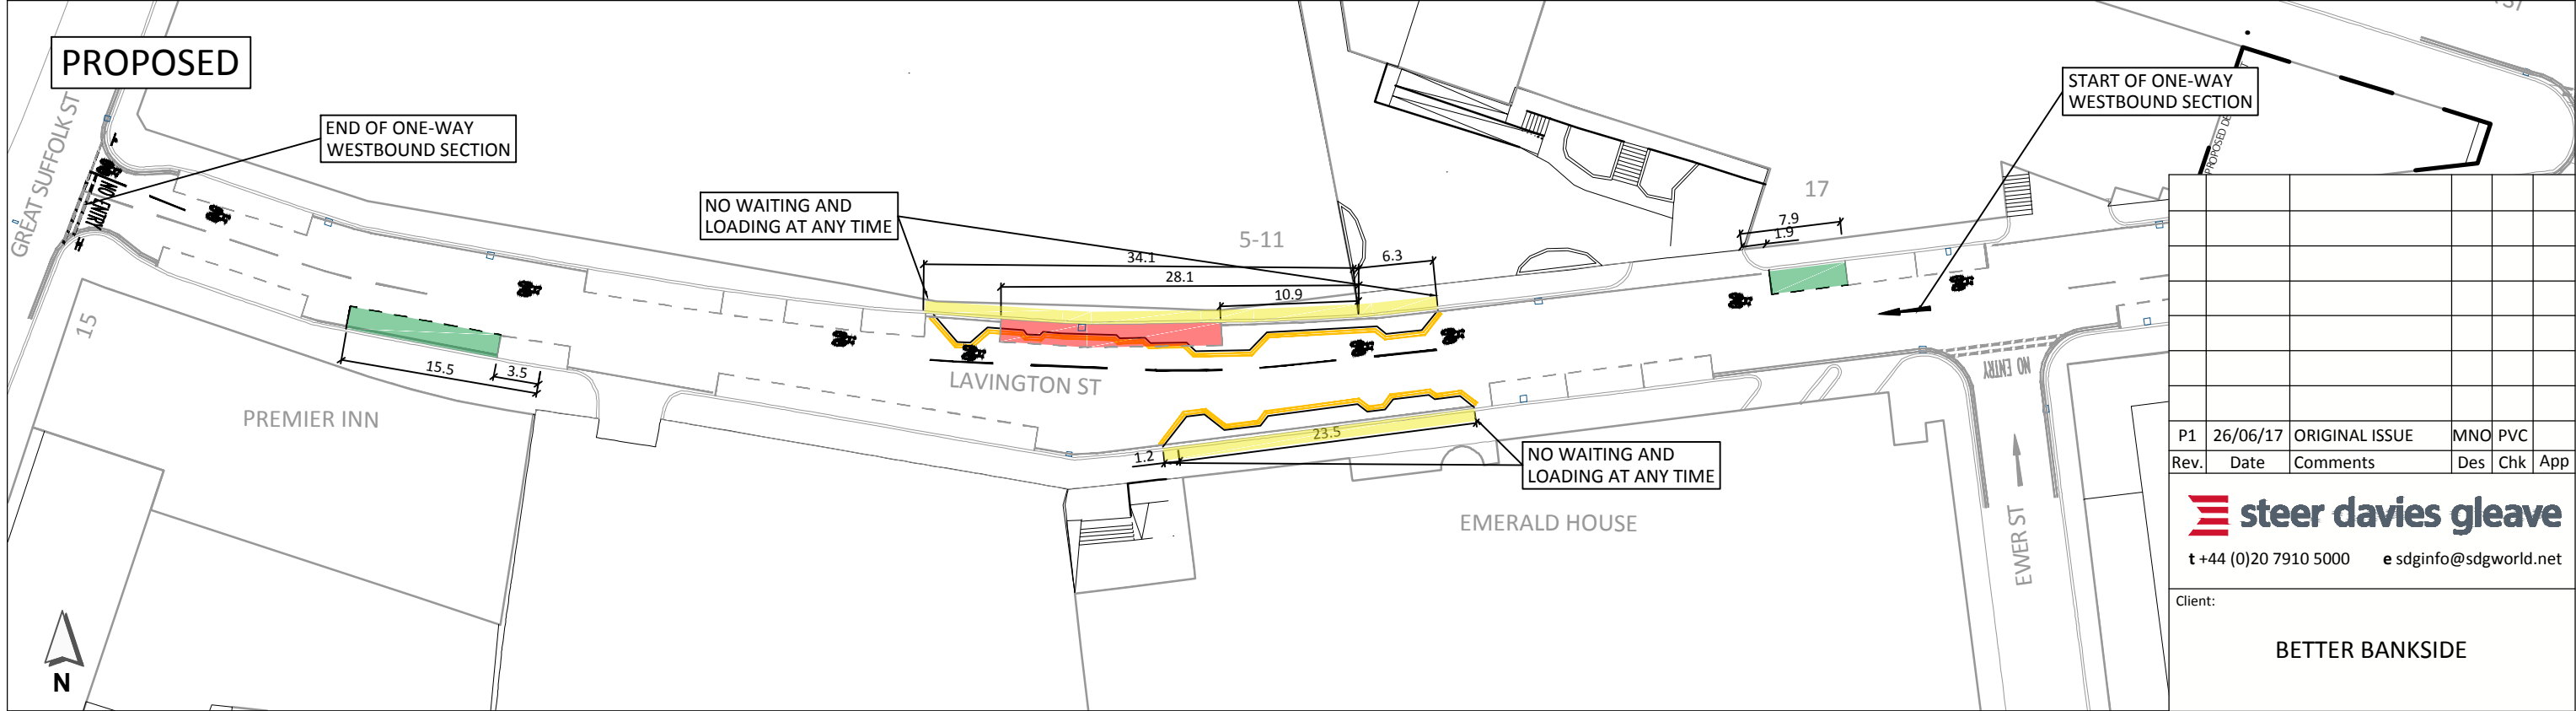 PROPOSED
GREAT SUFFOLK ST
END OF ONE-WAY
WESTBOUND SECTION
NO ENTRY
NO WAITING AND
LOADING AT ANY TIME
START OF ONE-WAY
WESTBOUND SECTION
5-11
17
7.9
1.9
34.1
6.3
28.1
10.9
15
15.5
3.5
PREMIER INN
LAVINGTON ST
23.5
1.2
NO WAITING AND
LOADING AT ANY TIME
EMERALD HOUSE
NO ENTRY
EWER ST
N
P1 26/06/17 ORIGINAL ISSUE MNO PVC
Rev. Date Comments Des Chk App
steer davies gleave
t +44 (0)20 7910 5000 e sdginfo@sdgworld.net
Client:
BETTER BANKSIDE